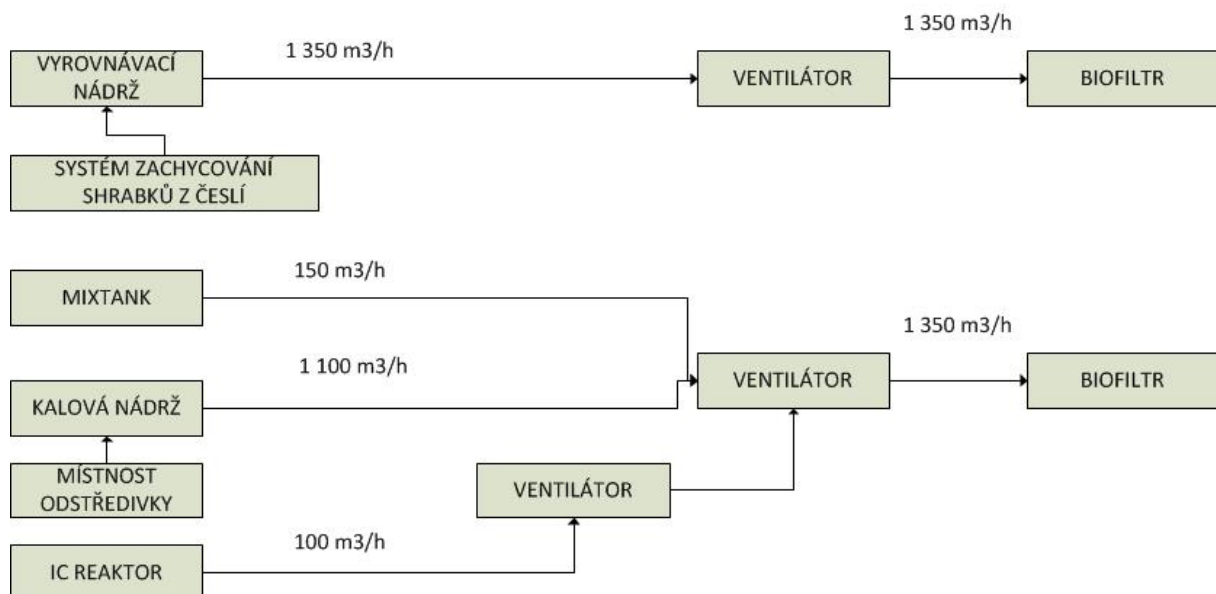 1 350 m3/h
1 350 m3/h
VYROVNÁVACÍ
NÁDRŽ
VENTILÁTOR
BIOFILTR
SYSTÉM ZACHYCOVÁNÍ
SHRABKŮ Z ČESLÍ
150 m3/h
MIXTANK
1 350 m3/h
1 100 m3/h
VENTILÁTOR
BIOFILTR
KALOVÁ NÁDRŽ
MÍSTNOST
ODSTŘEDIVKY
VENTILÁTOR
100 m3/h
IC REAKTOR